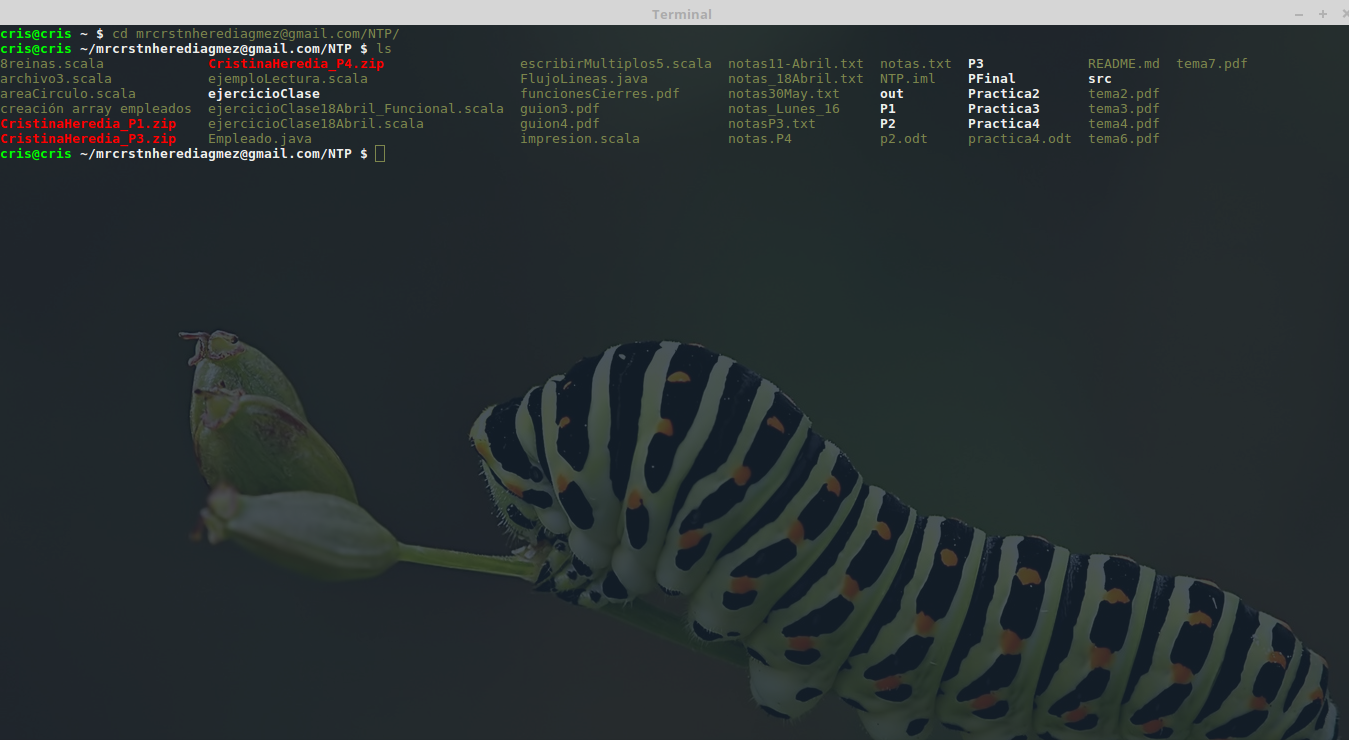 Terminal
cris@cris ~ $ cd mrcrstnherediagmez@gmail.com/NTP/
cris@cris ~/mrcrstnherediagmez@gmail.com/NTP $ ls
8reinas.scala CristinaHeredia_P4.zip escribirMultiplos5.scala notas11-Abril.txt notas.txt P3 README.md tema7.pdf
archivo3.scala ejemploLectura.scala FlujoLineas.java notas_18Abril.txt NTP.iml PFinal src
areaCirculo.scala ejercicioClase funcionesCierres.pdf notas30May.txt out Practica2 tema2.pdf
creación array empleados ejercicioClase18Abril_Funcional.scala guion3.pdf notas_Lunes_16 P1 Practica3 tema3.pdf
CristinaHeredia_P1.zip ejercicioClase18Abril.scala guion4.pdf notasP3.txt P2 Practica4 tema4.pdf
CristinaHeredia_P3.zip Empleado.java impresion.scala notas.P4 p2.odt practica4.odt tema6.pdf
cris@cris ~/mrcrstnherediagmez@gmail.com/NTP $